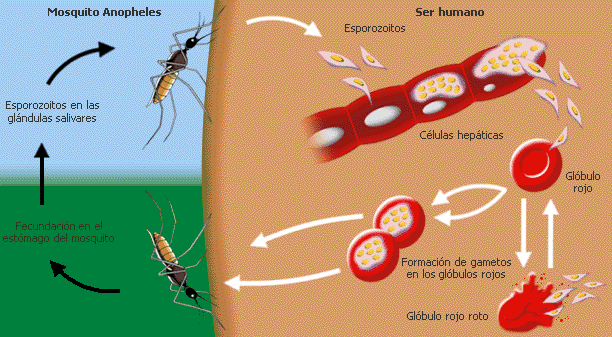 Mosquito Anopheles
Ser humano
Esporozoitos
Esporozoitos en las
glándulas salivares
Células hepáticas
Glóbulo
rojo
Fecundación en el
estómago del mosquito
Formación de gametos
en los glóbulos rojos
Glóbulo rojo roto